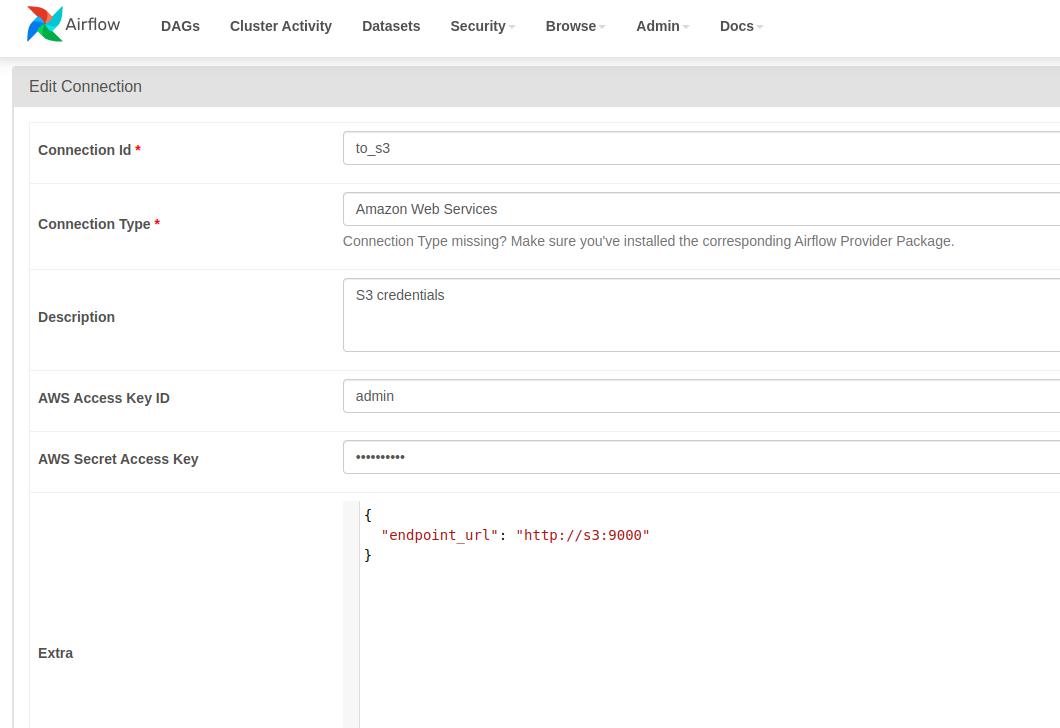 Airflow DAGs Cluster Activity Datasets Security Browse Admin Docs
Edit Connection
Connection Id * to_s3
Connection Type * Amazon Web Services
Connection Type missing? Make sure you've installed the corresponding Airflow Provider Package.
Description S3 credentials
AWS Access Key ID admin
AWS Secret Access Key ••••••••••
Extra
{
"endpoint_url": "http://s3:9000"
}